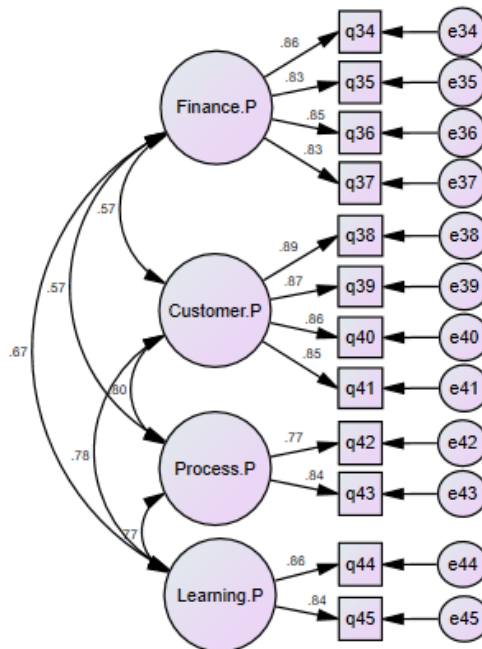 .86 q34 e34
.83 q35 e35
Finance.P
.85 q36 e36
.83 q37 e37
.57
.89 q38 e38
.57
.87 q39 e39
Customer.P
.86 q40 e40
.67
.85 q41 e41
.80
.77 q42 e42
.78
Process.P
.84 q43 e43
.77
.86 q44 e44
Learning.P
.84 q45 e45